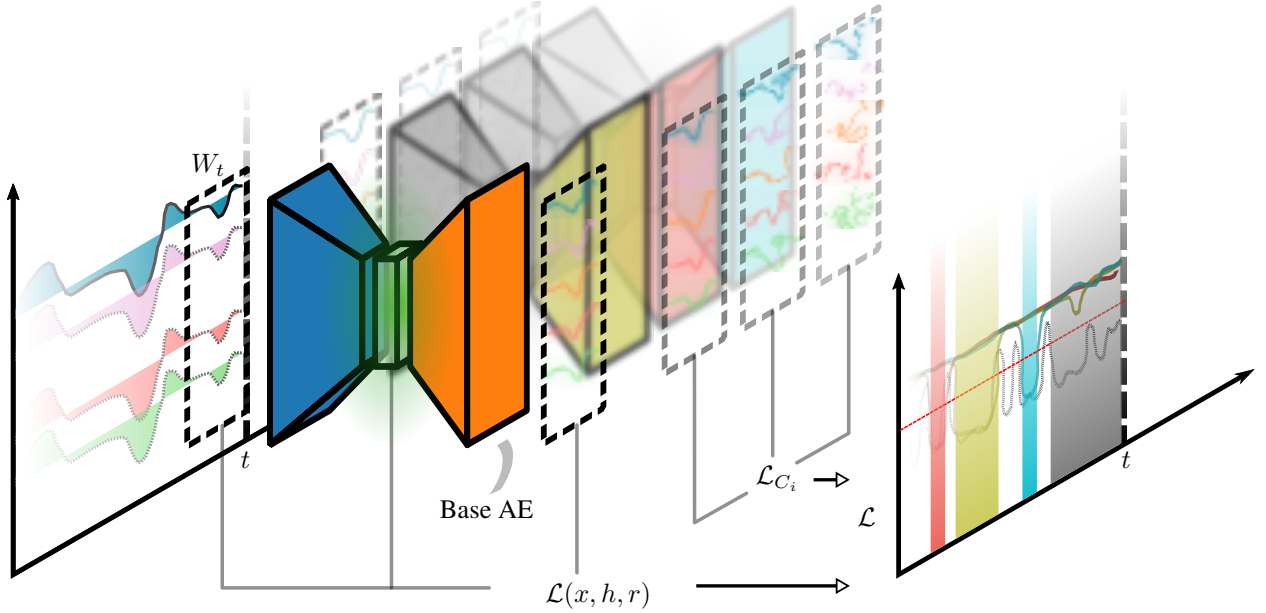 W_t
t
Base AE
ℒ_{C_i}
ℒ
t
ℒ(x, h, r)